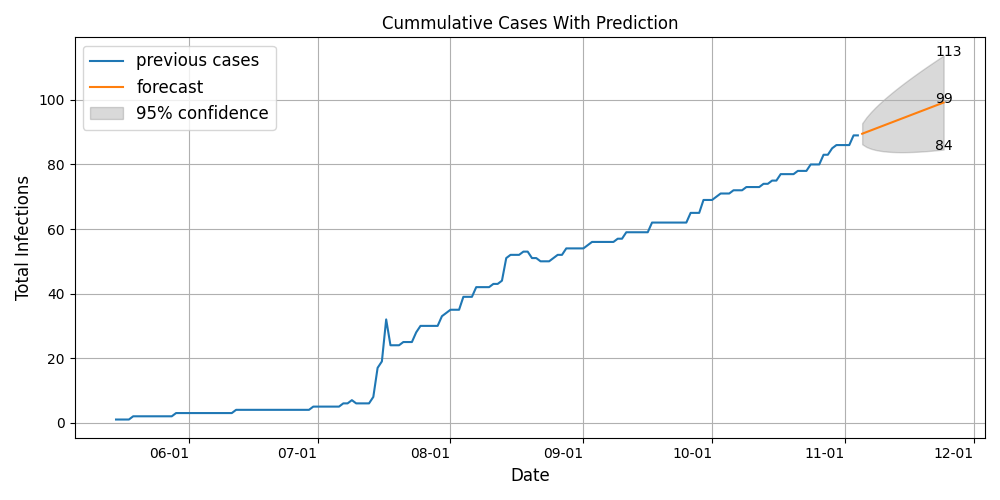 Cummulative Cases With Prediction
previous cases
forecast
95% confidence
113
99
84
Total Infections
100
80
60
40
20
0
06-01 07-01 08-01 09-01 10-01 11-01 12-01
Date